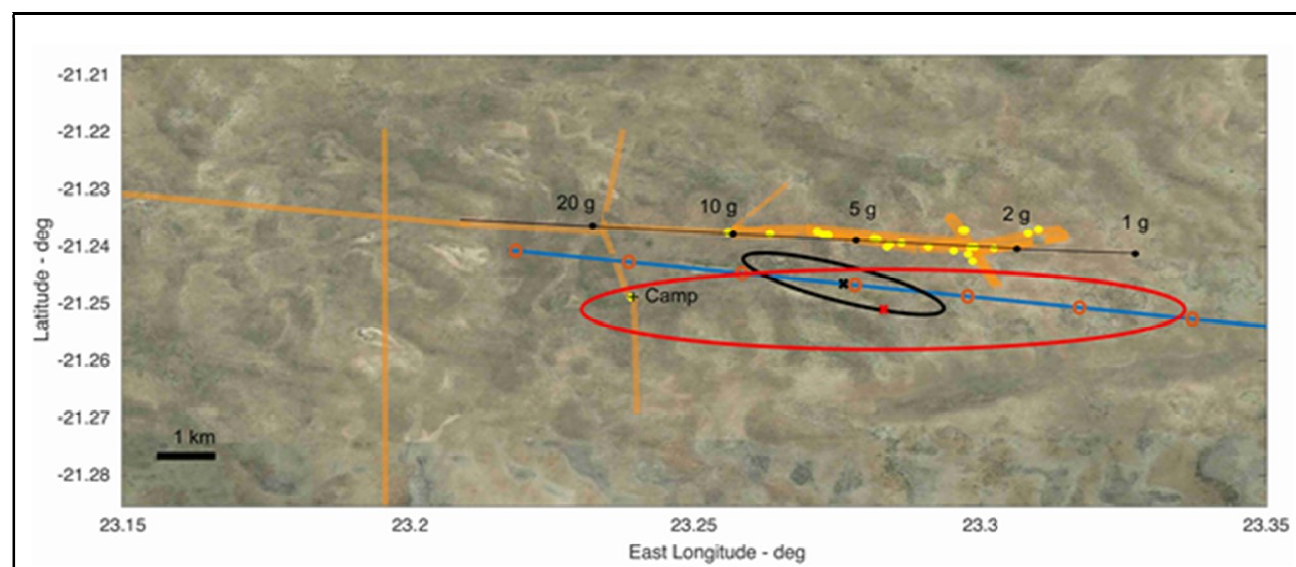 -21.21
-21.22
-21.23
-21.24
-21.25
-21.26
-21.27
-21.28
Latitude - deg
20 g
10 g
5 g
2 g
1 g
+ Camp
1 km
23.15
23.2
23.25
23.3
23.35
East Longitude - deg